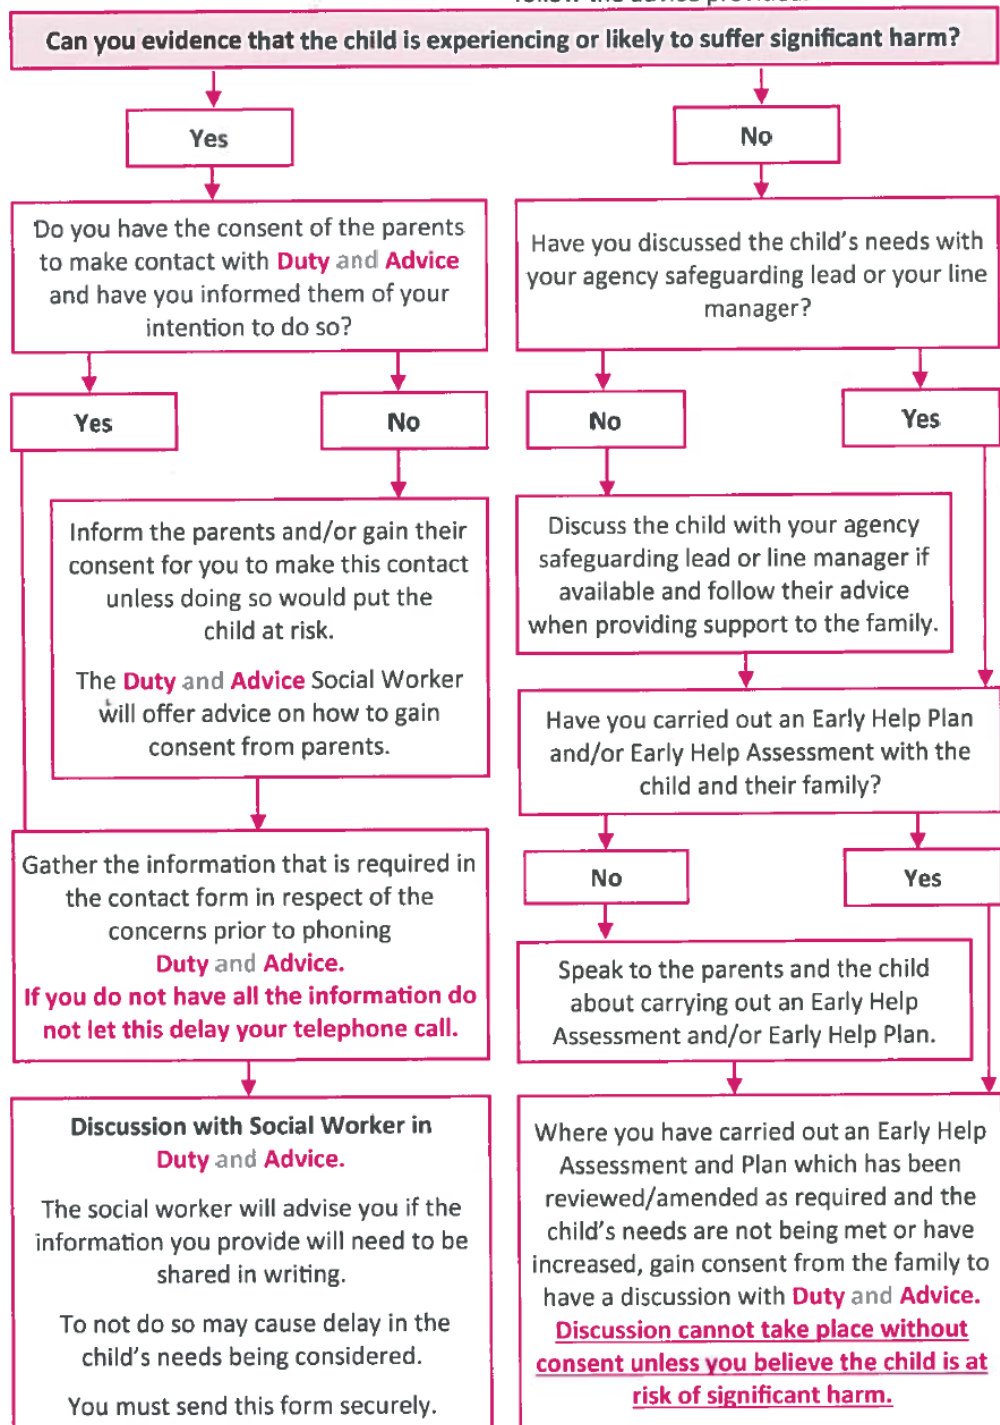 follow the advice provided.
Can you evidence that the child is experiencing or likely to suffer significant harm?
Yes
No
Do you have the consent of the parents
to make contact with Duty and Advice
and have you informed them of your
intention to do so?
Have you discussed the child's needs with
your agency safeguarding lead or your line
manager?
Yes
No
No
Yes
Inform the parents and/or gain their
consent for you to make this contact
unless doing so would put the
child at risk.
The Duty and Advice Social Worker
will offer advice on how to gain
consent from parents.
Discuss the child with your agency
safeguarding lead or line manager if
available and follow their advice
when providing support to the family.
Have you carried out an Early Help Plan
and/or Early Help Assessment with the
child and their family?
Gather the information that is required in
the contact form in respect of the
concerns prior to phoning
Duty and Advice.
If you do not have all the information do
not let this delay your telephone call.
No
Yes
Speak to the parents and the child
about carrying out an Early Help
Assessment and/or Early Help Plan.
Discussion with Social Worker in
Duty and Advice.
The social worker will advise you if the
information you provide will need to be
shared in writing.
To not do so may cause delay in the
child's needs being considered.
You must send this form securely.
Where you have carried out an Early Help
Assessment and Plan which has been
reviewed/amended as required and the
child's needs are not being met or have
increased, gain consent from the family to
have a discussion with Duty and Advice.
Discussion cannot take place without
consent unless you believe the child is at
risk of significant harm.